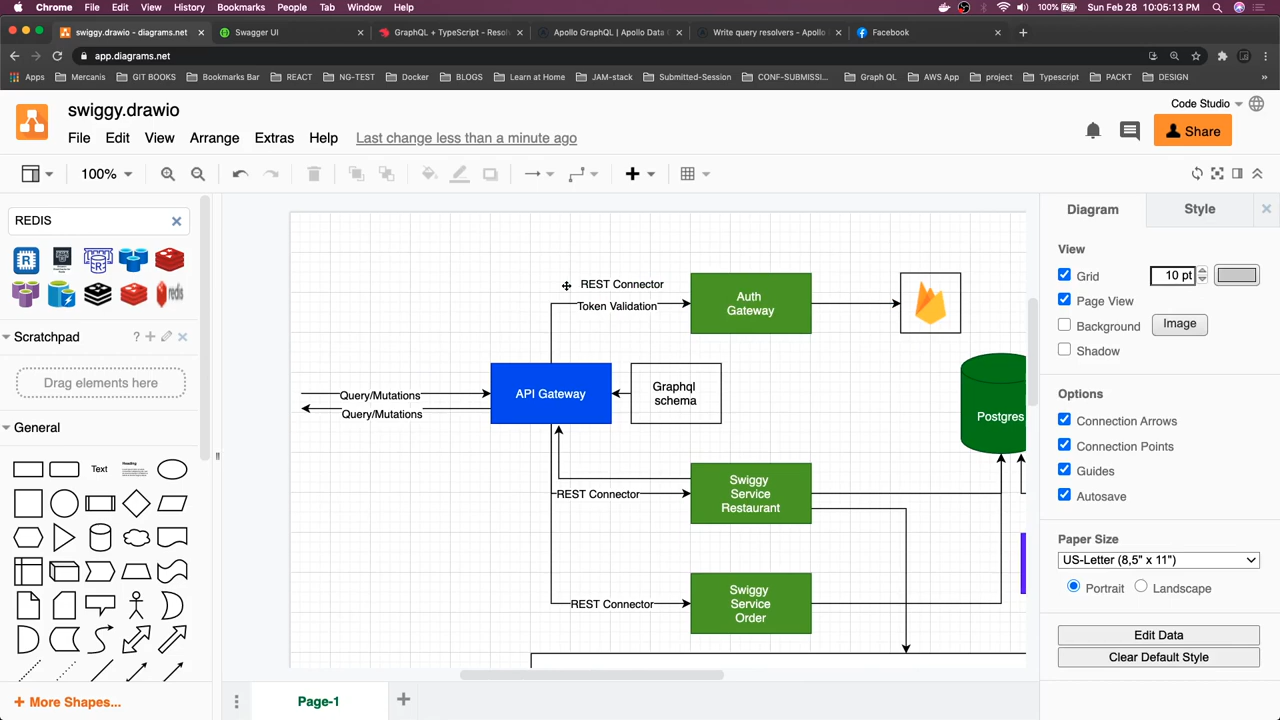 Chrome File Edit View History Bookmarks People Tab Window Help 100% Sun Feb 28 10:05:13 PM
swiggy.drawio - diagrams.net Swagger UI GraphQL + TypeScript - Resol Apollo GraphQL | Apollo Data G Write query resolvers - Apollo Facebook
app.diagrams.net
Apps Mercanis GIT BOOKS Bookmarks Bar REACT NG-TEST Docker BLOGS Learn at Home JAM-stack Submitted-Session CONF-SUBMISSI... Graph QL AWS App project Typescript PACKT DESIGN
swiggy.drawio
Code Studio
File Edit View Arrange Extras Help Last change less than a minute ago
Share
100%
REDIS
Scratchpad
Drag elements here
General
Text
Heading
More Shapes...
REST Connector
Token Validation
Auth
Gateway
Query/Mutations
Query/Mutations
API Gateway
Graphql
schema
Postgres
REST Connector
Swiggy
Service
Restaurant
REST Connector
Swiggy
Service
Order
Page-1
Diagram Style
View
Grid 10 pt
Page View
Background Image
Shadow
Options
Connection Arrows
Connection Points
Guides
Autosave
Paper Size
US-Letter (8,5" x 11")
Portrait Landscape
Edit Data
Clear Default Style